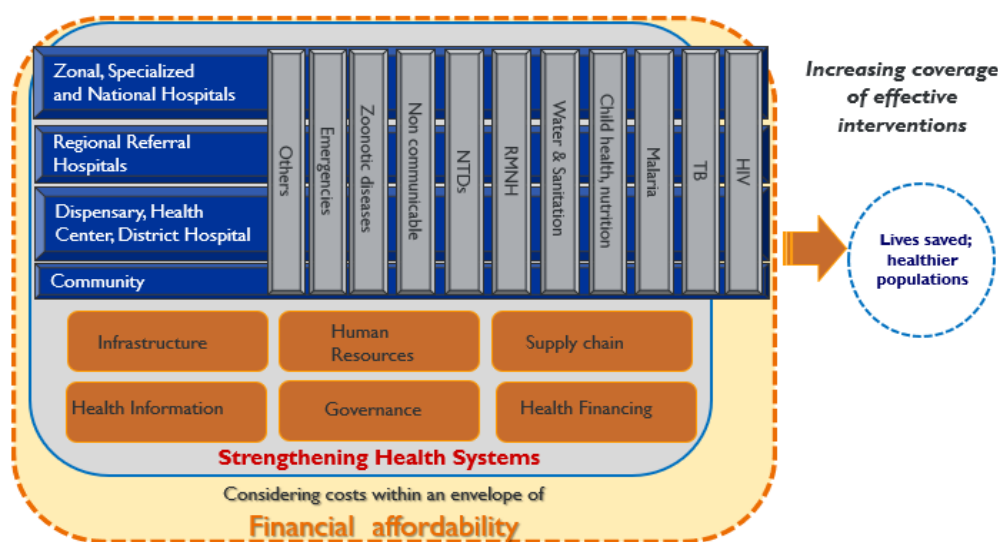 Zonal, Specialized
and National Hospitals
Regional Referral
Hospitals
Dispensary, Health
Center, District Hospital
Community
Others
Emergencies
Zoonotic diseases
Non communicable
NTDs
RMNH
Water & Sanitation
Child health, nutrition
Malaria
TB
HIV
Increasing coverage
of effective
interventions
Lives saved;
healthier
populations
Infrastructure
Human
Resources
Supply chain
Health Information
Governance
Health Financing
Strengthening Health Systems
Considering costs within an envelope of
Financial affordability